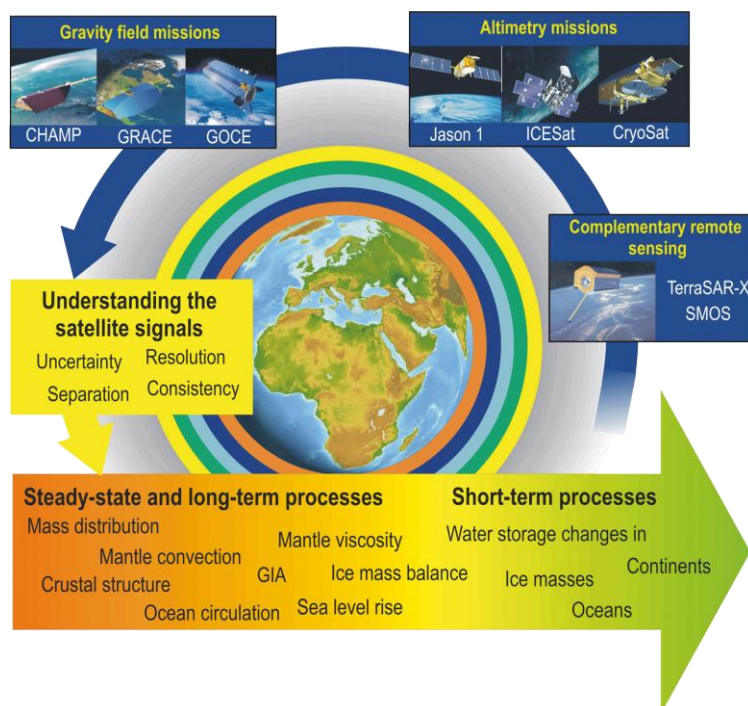 Gravity field missions
CHAMP GRACE GOCE
Altimetry missions
Jason 1 ICESat CryoSat
Complementary remote
sensing
TerraSAR-X
SMOS
Understanding the
satellite signals
Uncertainty Resolution
Separation Consistency
Steady-state and long-term processes
Mass distribution
Mantle viscosity
Mantle convection
GIA
Ice mass balance
Crustal structure
Ocean circulation
Sea level rise
Short-term processes
Water storage changes in
Continents
Ice masses
Oceans